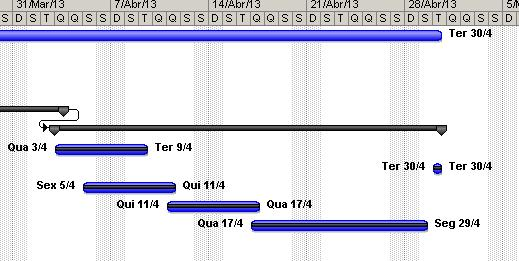 31/Mar/13 7/Abr/13 14/Abr/13 21/Abr/13 28/Abr/13 5/M
S D S T Q Q S S D S T Q Q S S D S T Q Q S S D S T Q Q S S D S T Q Q S S D
Ter 30/4
Qua 3/4 Ter 9/4
Ter 30/4 Ter 30/4
Sex 5/4 Qui 11/4
Qui 11/4 Qua 17/4
Qua 17/4 Seg 29/4